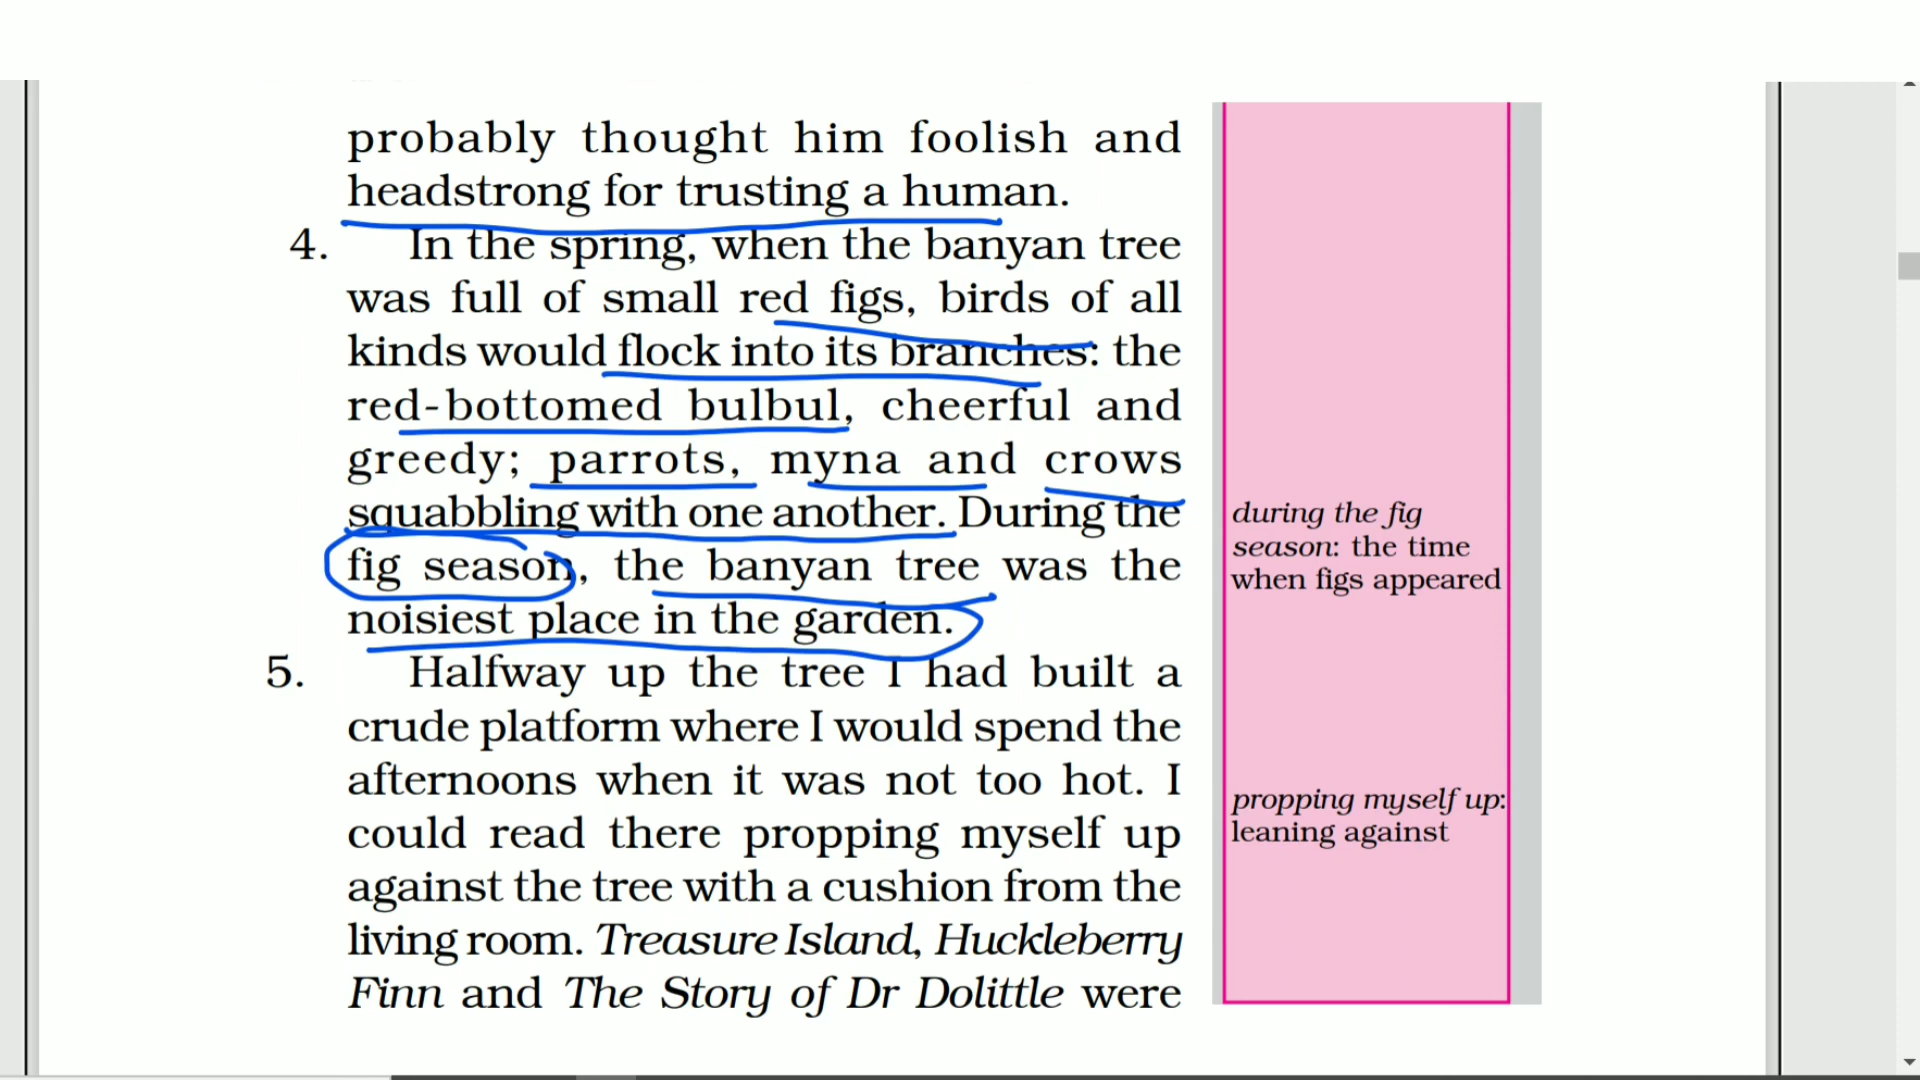 probably thought him foolish and
headstrong for trusting a human.
4. In the spring, when the banyan tree
was full of small red figs, birds of all
kinds would flock into its branches: the
red-bottomed bulbul, cheerful and
greedy; parrots, myna and crows
squabbling with one another. During the
fig season, the banyan tree was the
noisiest place in the garden.
5. Halfway up the tree I had built a
crude platform where I would spend the
afternoons when it was not too hot. I
could read there propping myself up
against the tree with a cushion from the
living room. Treasure Island, Huckleberry
Finn and The Story of Dr Dolittle were
during the fig
season: the time
when figs appeared
propping myself up:
leaning against